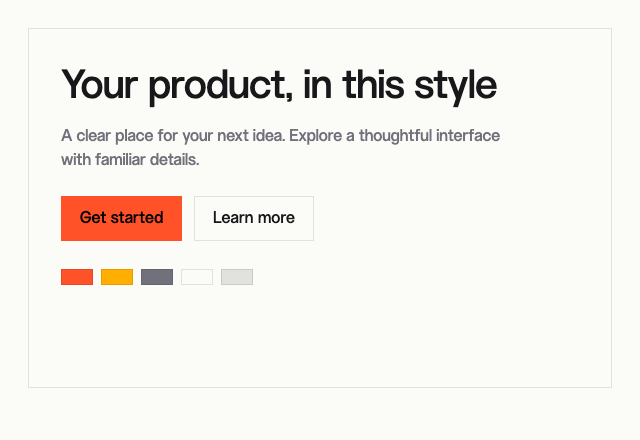 Your product, in this style
A clear place for your next idea. Explore a thoughtful interface
with familiar details.
Get started
Learn more